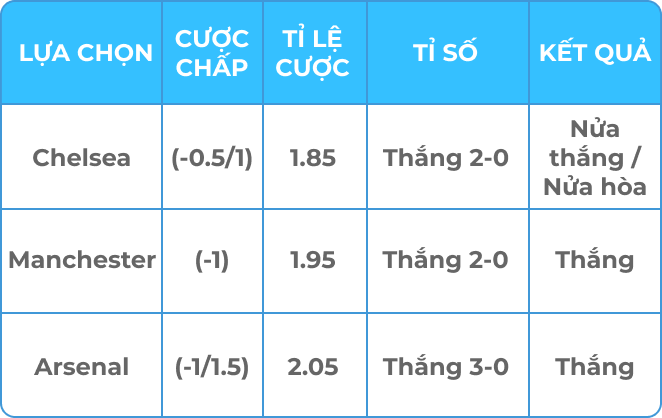 LỰA CHỌN
CƯỢC
CHẤP
TỈ LỆ
CƯỢC
TỈ SỐ
KẾT QUẢ
Chelsea
(-0.5/1)
1.85
Thắng 2-0
Nửa
thắng /
Nửa hòa
Manchester
(-1)
1.95
Thắng 2-0
Thắng
Arsenal
(-1/1.5)
2.05
Thắng 3-0
Thắng